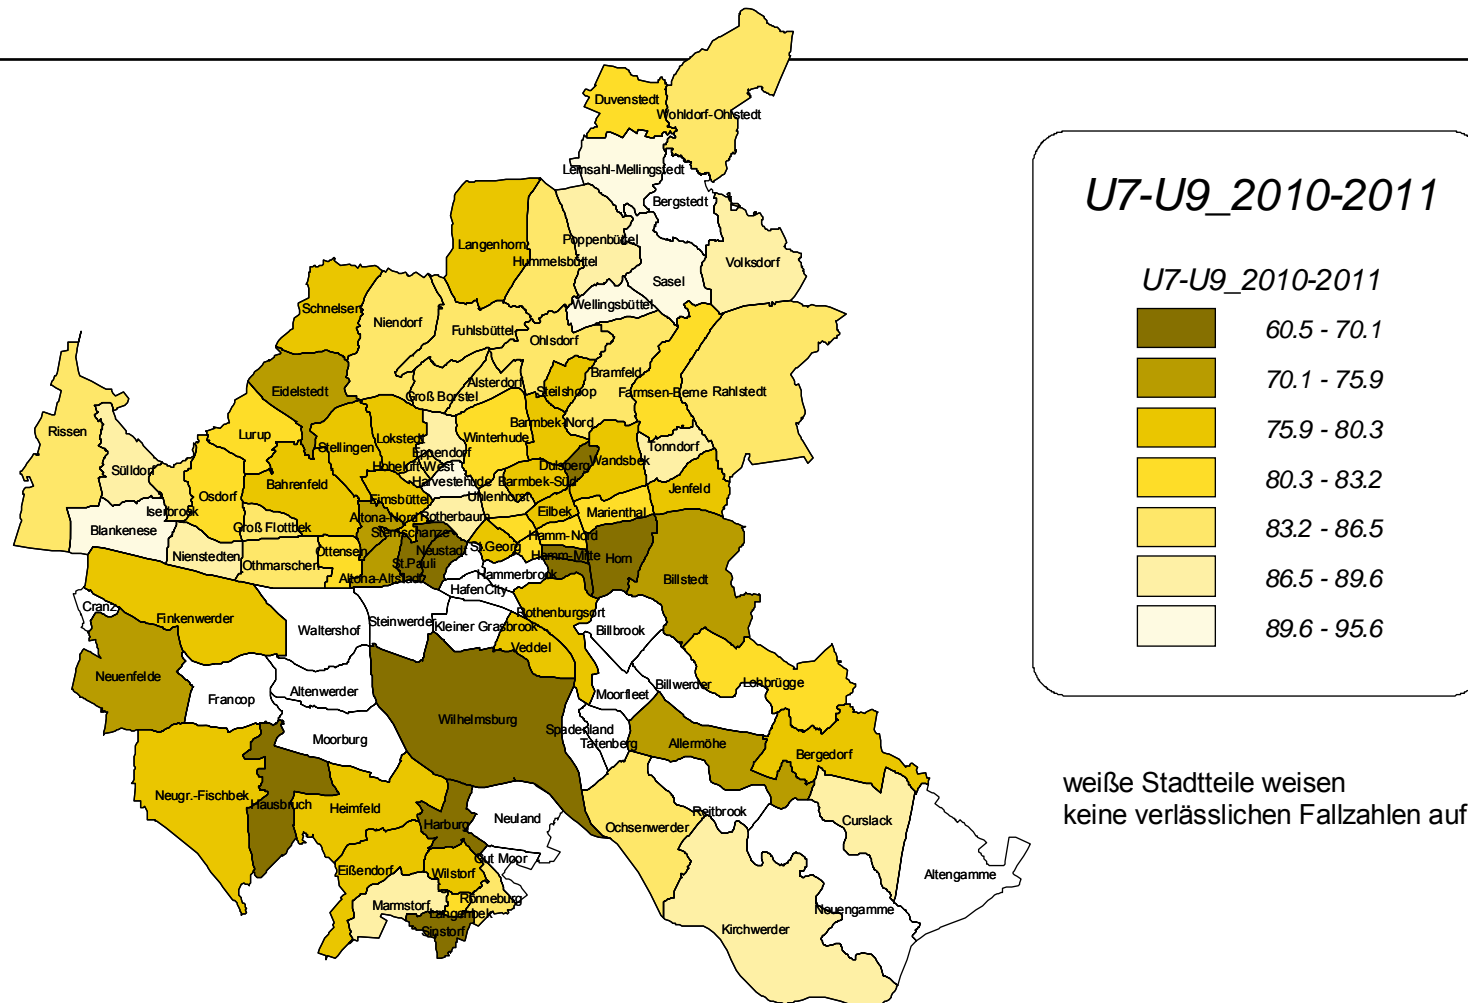 Duvenstedt
Wohldorf-Ohlstedt
Lemsahl-Mellingstedt
Bergstedt
Poppenbüttel
Langenhorn
Hummelsbüttel
Volksdorf
Sasel
Wellingsbüttel
Schnelsen
Niendorf
Fuhlsbüttel
Ohlsdorf
Bramfeld
Alsterdorf
Eidelstedt
Groß Borstel
Steilshoop
Farmsen-Berne
Rahlstedt
Barmbek-Nord
Rissen
Lurup
Stellingen
Lokstedt
Winterhude
Tonndorf
Eppendorf
Wandsbek
Sülldorf
Hoheluft-West
Dulsberg
Bahrenfeld
Harvestehude
Barmbek-Süd
Jenfeld
Osdorf
Eimsbüttel
Uhlenhorst
Iserbrook
Eilbek
Marienthal
Altona-Nord
Rotherbaum
Blankenese
Groß Flottbek
Sternschanze
Hamm-Nord
Nienstedten
Othmarschen
Ottensen
Neustadt
St.Georg
Hamm-Mitte
Horn
St.Pauli
Altona-Altstadt
Hammerbrook
Billstedt
HafenCity
Cranz
Finkenwerder
Rothenburgsort
Steinwerder
Kleiner Grasbrook
Waltershof
Billbrook
Veddel
Neuenfelde
Lohbrügge
Billwerder
Altenwerder
Francop
Moorfleet
Wilhelmsburg
Spadenland
Moorburg
Tatenberg
Allermöhe
Bergedorf
Neugr.-Fischbek
Hausbruch
Heimfeld
Reitbrook
Neuland
Curslack
Harburg
Ochsenwerder
Gut Moor
Eißendorf
Wilstorf
Altengamme
Rönneburg
Marmstorf
Neuengamme
Langenbek
Sinstorf
Kirchwerder
U7-U9_2010-2011
U7-U9_2010-2011
60.5 - 70.1
70.1 - 75.9
75.9 - 80.3
80.3 - 83.2
83.2 - 86.5
86.5 - 89.6
89.6 - 95.6
weiße Stadtteile weisen
keine verlässlichen Fallzahlen auf